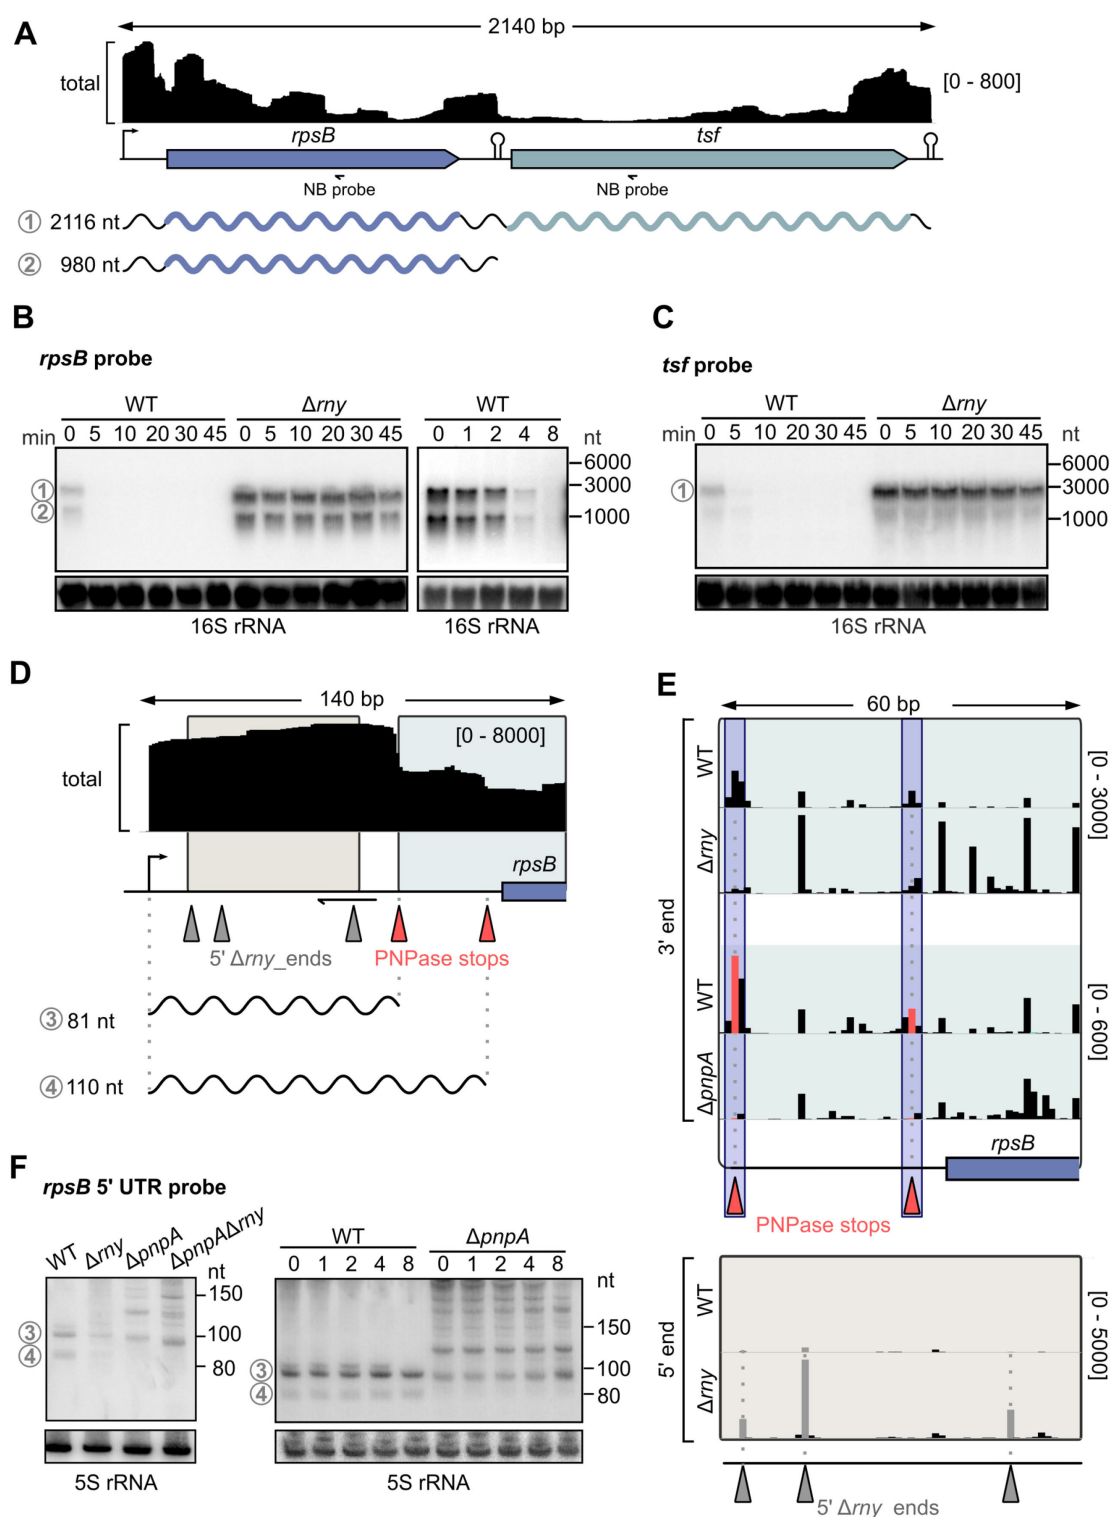 A
2140 bp
total
[0 - 800]
rpsB
tsf
NB probe
NB probe
① 2116 nt
② 980 nt
B
rpsB probe
WT
Δrny
WT
min 0 5 10 20 30 45 0 5 10 20 30 45 0 1 2 4 8 nt
6000
① 3000
② 1000
16S rRNA
16S rRNA
C
tsf probe
WT
Δrny
min 0 5 10 20 30 45 0 5 10 20 30 45 nt
6000
① 3000
1000
16S rRNA
D
140 bp
[0 - 8000]
total
rpsB
5' Δrny_ends
PNPase stops
③ 81 nt
④ 110 nt
E
60 bp
3' end
WT
Δrny
[0 - 3000]
WT
ΔpnpA
[0 - 600]
rpsB
PNPase stops
5' end
WT
Δrny
[0 - 5000]
5' Δrny ends
F
rpsB 5' UTR probe
WT Δrny ΔpnpA ΔpnpAΔrny
nt
150
③ 100
④ 80
5S rRNA
WT
ΔpnpA
0 1 2 4 8 0 1 2 4 8 nt
150
③ 100
④ 80
5S rRNA